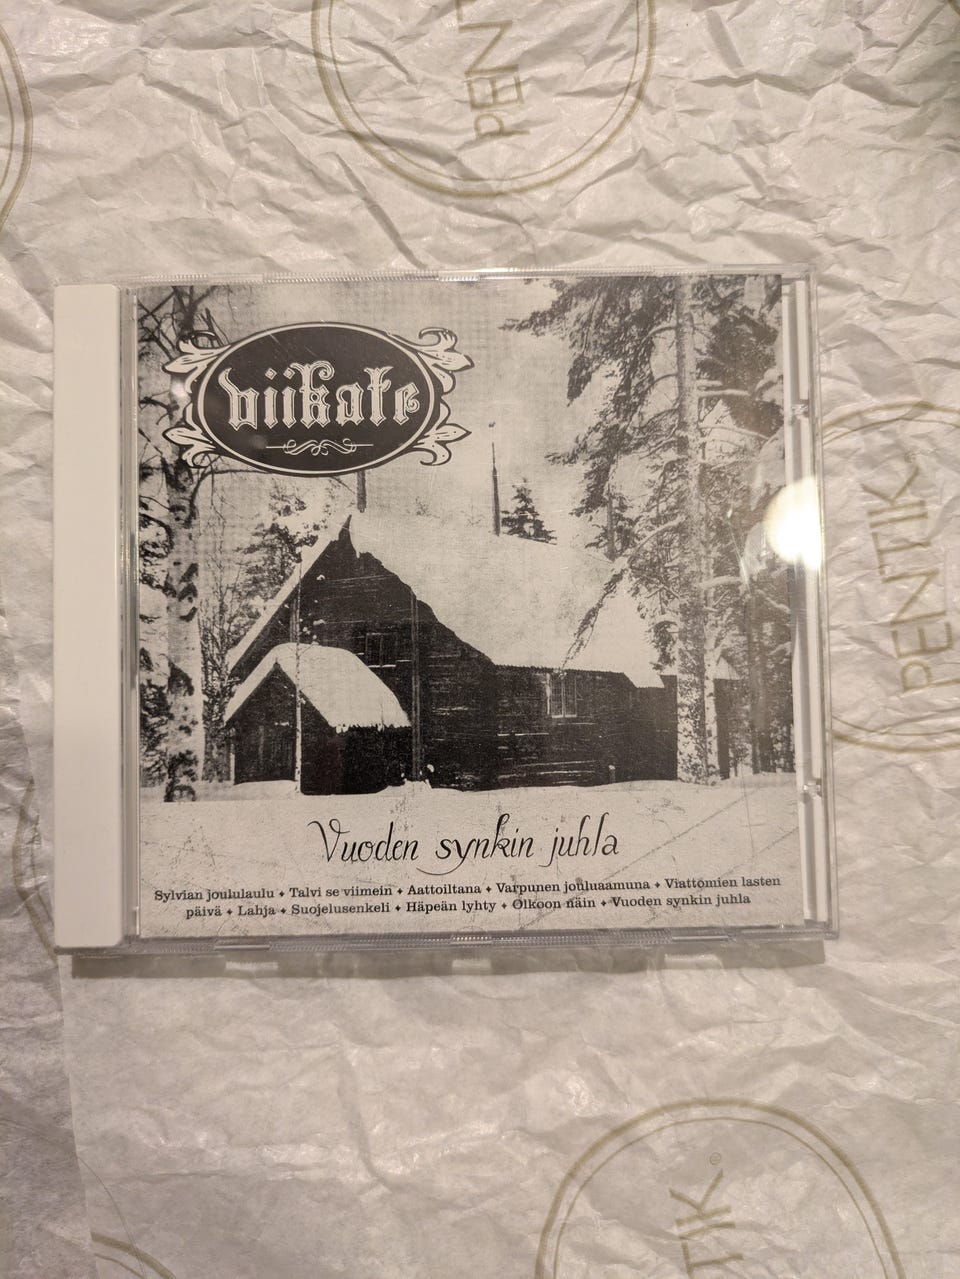 PENT
viikate
PENTIK
Vuoden synkin juhla
Sylvian joululaulu ♦ Talvi se viimein ♦ Aattoiltana ♦ Varpunen jouluaamuna ♦ Viattomien lasten
päivä ♦ Lahja ♦ Suojelusenkeli ♦ Häpeän lyhty ♦ Olkoon näin ♦ Vuoden synkin juhla
TIK